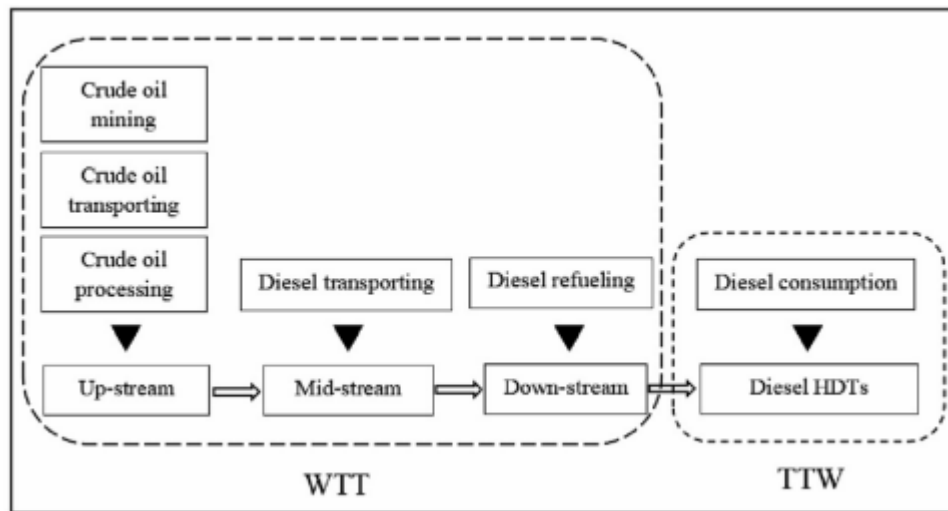 Crude oil
mining
Crude oil
transporting
Crude oil
processing
Diesel transporting
Diesel refueling
Diesel consumption
Up-stream
Mid-stream
Down-stream
Diesel HDTs
WTT
TTW